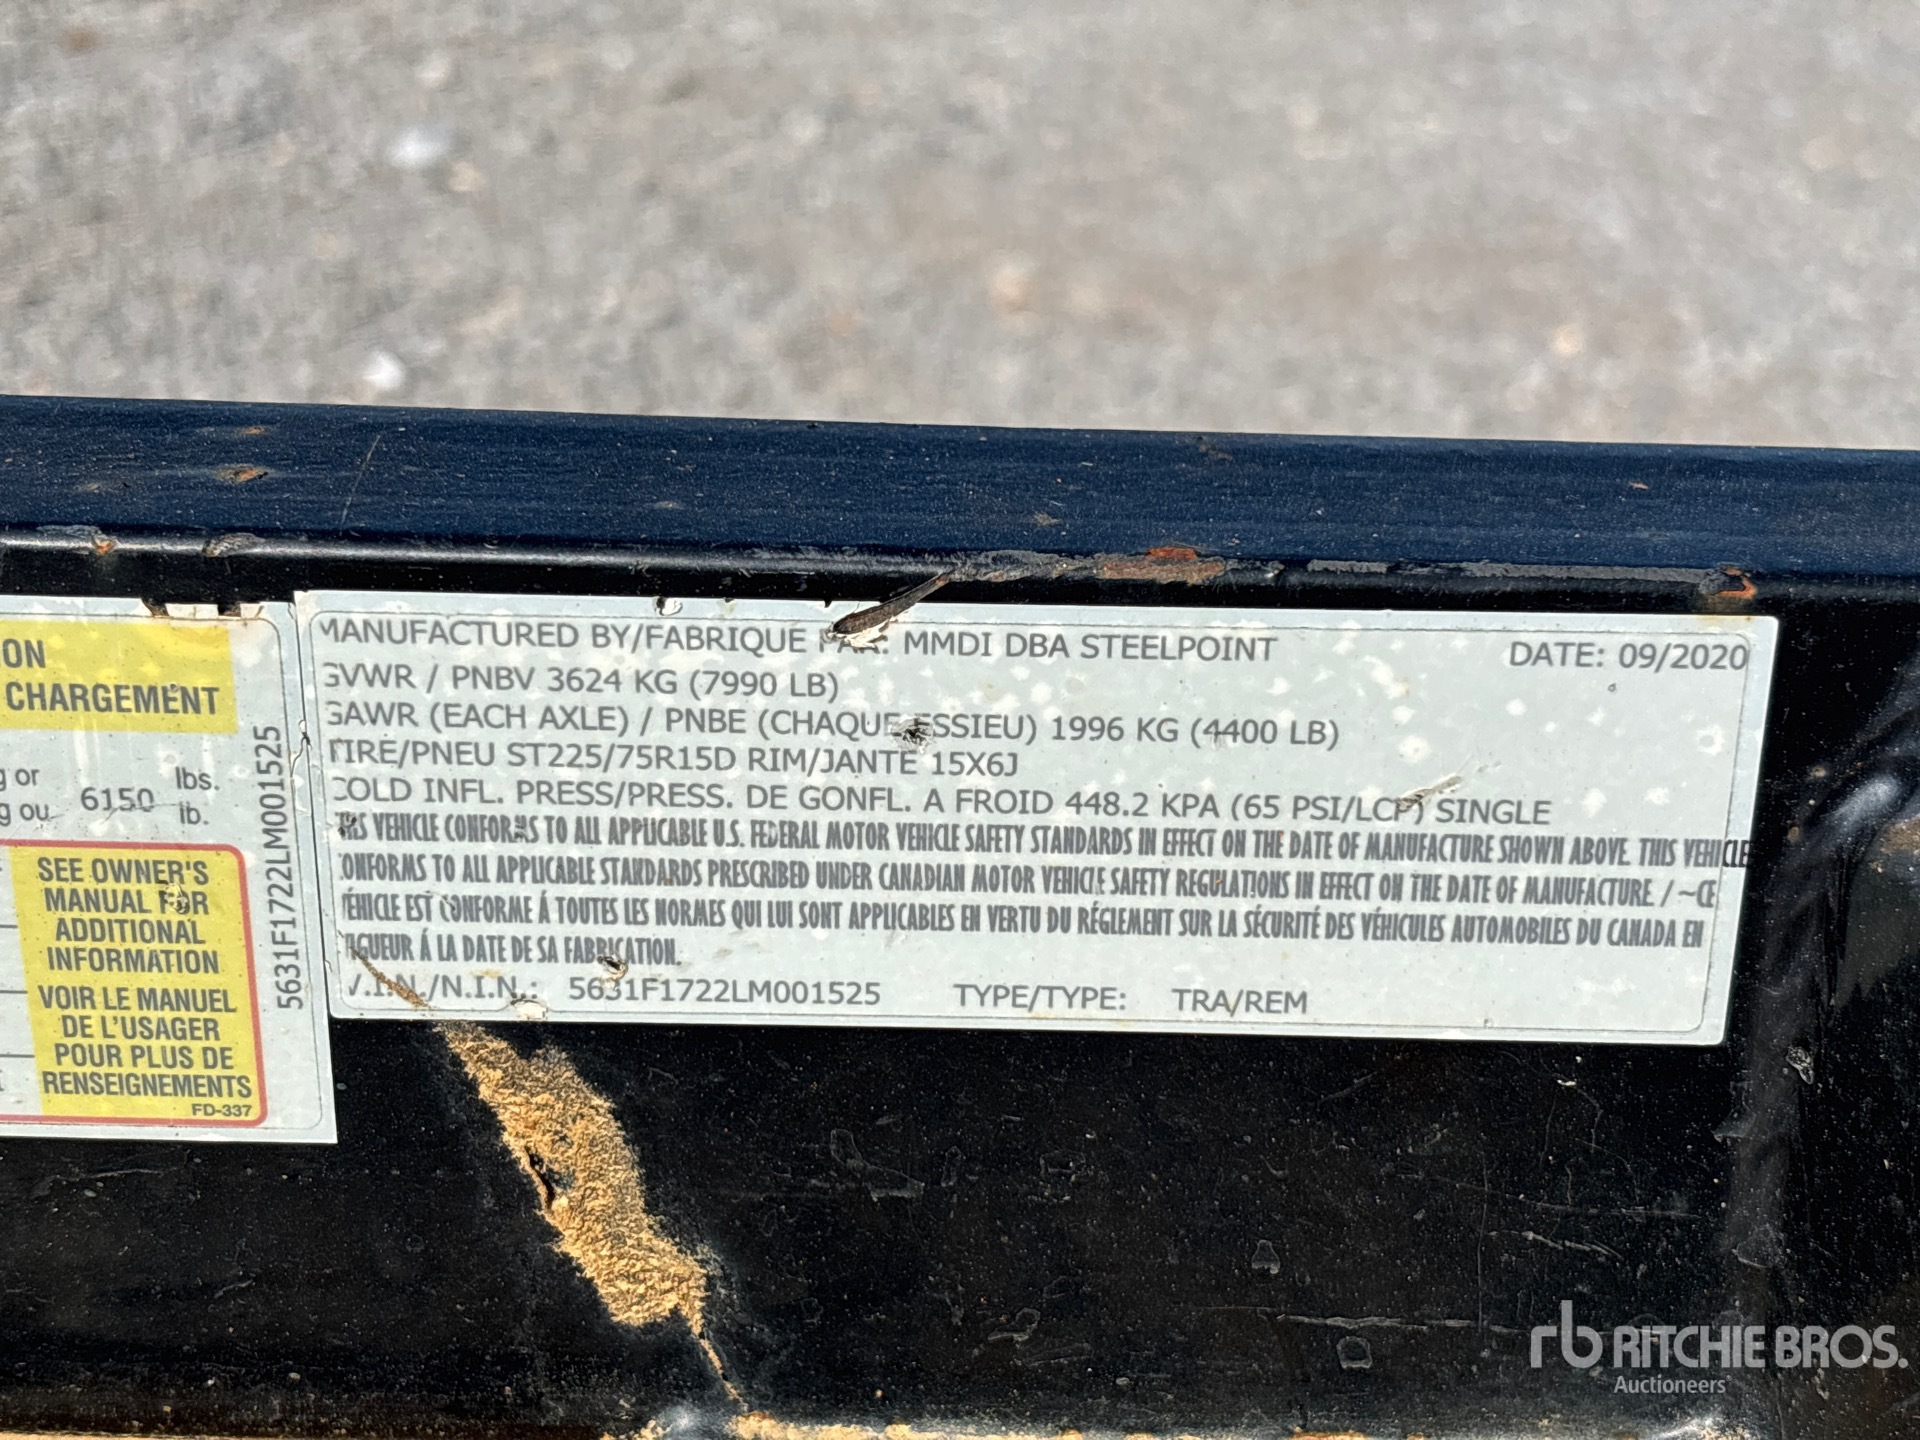 ON
CHARGEMENT
g or 6150 lbs.
g ou lb.
SEE OWNER'S
MANUAL FOR
ADDITIONAL
INFORMATION
VOIR LE MANUEL
DE L'USAGER
POUR PLUS DE
RENSEIGNEMENTS
FD-337
5631F1722LM001525
MANUFACTURED BY/FABRIQUE PAR: MMDI DBA STEELPOINT DATE: 09/2020
GVWR / PNBV 3624 KG (7990 LB)
GAWR (EACH AXLE) / PNBE (CHAQUE ESSIEU) 1996 KG (4400 LB)
TIRE/PNEU ST225/75R15D RIM/JANTE 15X6J
COLD INFL. PRESS/PRESS. DE GONFL. A FROID 448.2 KPA (65 PSI/LCP) SINGLE
THIS VEHICLE CONFORMS TO ALL APPLICABLE U.S. FEDERAL MOTOR VEHICLE SAFETY STANDARDS IN EFFECT ON THE DATE OF MANUFACTURE SHOWN ABOVE. THIS VEHICLE
CONFORMS TO ALL APPLICABLE STANDARDS PRESCRIBED UNDER CANADIAN MOTOR VEHICLE SAFETY REGULATIONS IN EFFECT ON THE DATE OF MANUFACTURE. / ~CE
VÉHICLE EST CONFORME Á TOUTES LES NORMES QUI LUI SONT APPLICABLES EN VERTU DU RÉGLEMENT SUR LA SÉCURITÉ DES VÉHICULES AUTOMOBILES DU CANADA EN
VIGUEUR Á LA DATE DE SA FABRICATION.
V.I.N./N.I.N.: 5631F1722LM001525 TYPE/TYPE: TRA/REM
rb RITCHIE BROS.
Auctioneers